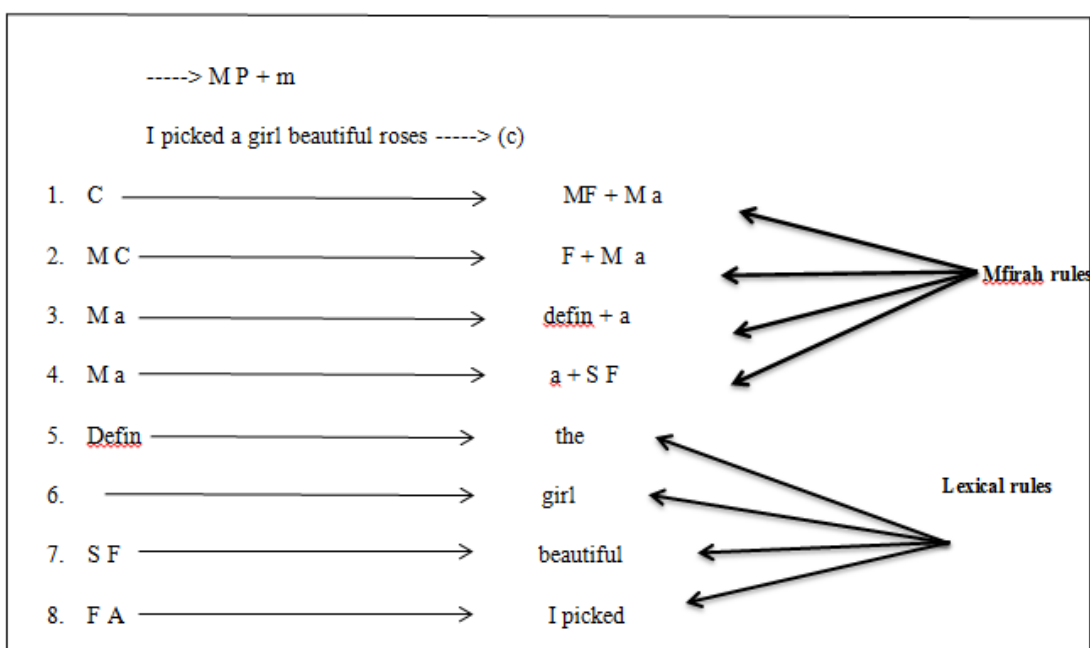 -----> M P + m
I picked a girl beautiful roses -----> (c)
1. C MF + M a
2. M C F + M a
Mfirah rules
3. M a defin + a
4. M a a + S F
5. Defin the
6. girl
Lexical rules
7. S F beautiful
8. F A I picked